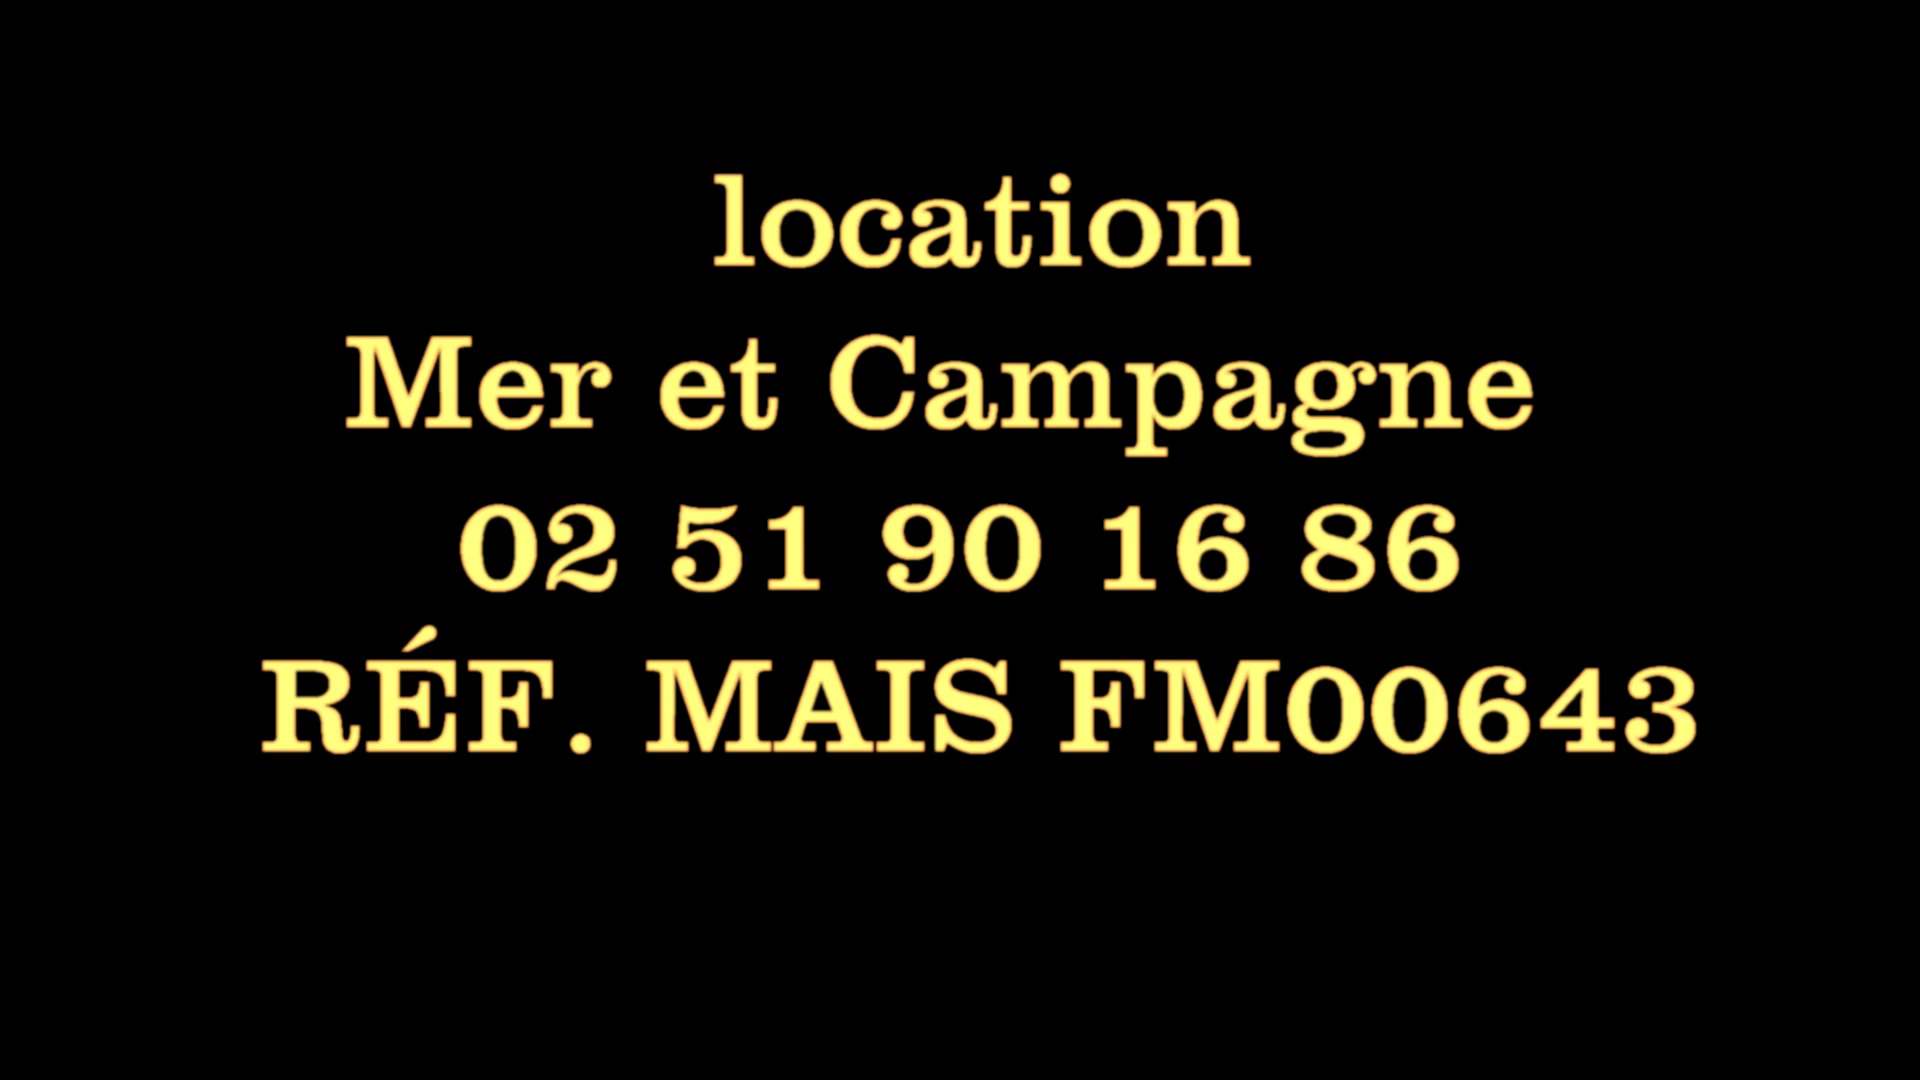 location
Mer et Campagne
02 51 90 16 86
RÉF. MAIS FM00643